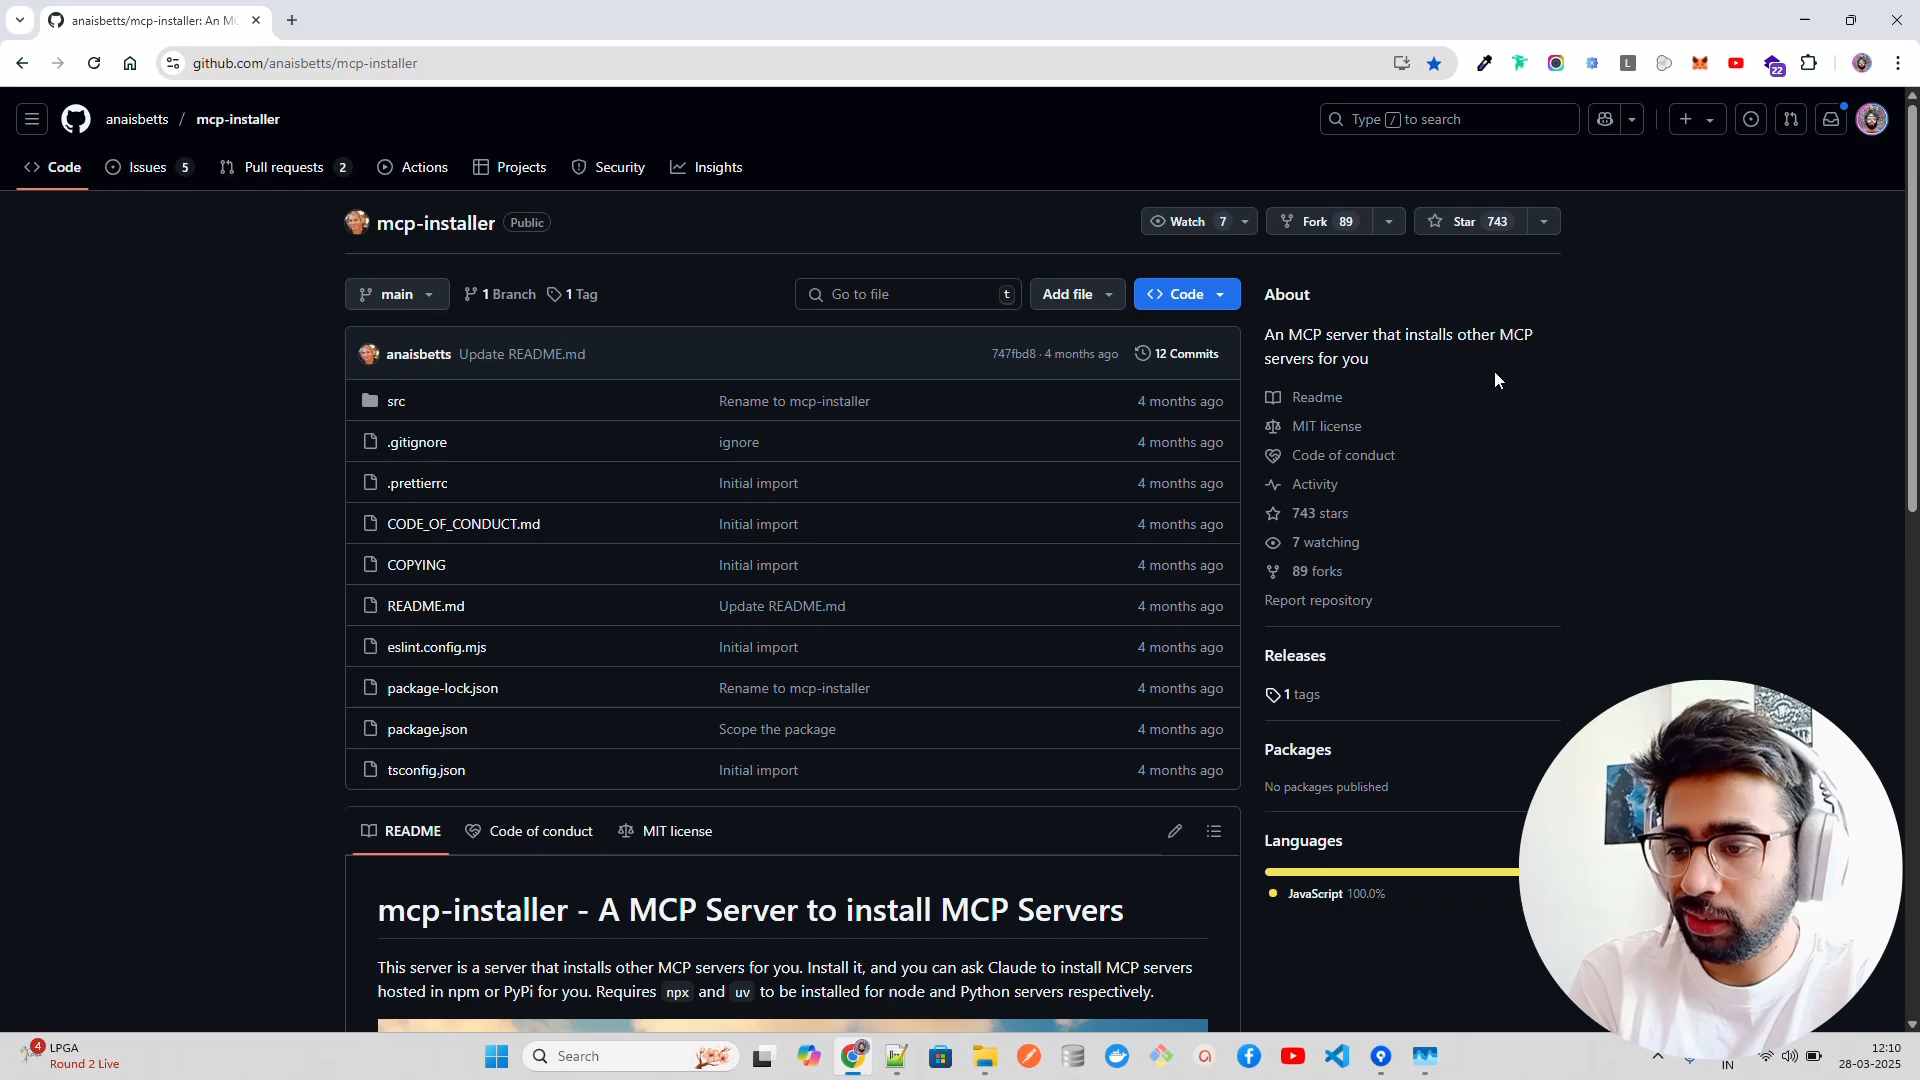 anaisbetts/mcp-installer: An MC
github.com/anaisbetts/mcp-installer
L
22
anaisbetts / mcp-installer
Type / to search
Code
Issues 5
Pull requests 2
Actions
Projects
Security
Insights
mcp-installer Public
Watch 7
Fork 89
Star 743
main
1 Branch
1 Tag
Go to file t
Add file
Code
About
An MCP server that installs other MCP
servers for you
anaisbetts Update README.md 747fbd8 · 4 months ago 12 Commits
src Rename to mcp-installer 4 months ago
.gitignore ignore 4 months ago
.prettierrc Initial import 4 months ago
CODE_OF_CONDUCT.md Initial import 4 months ago
COPYING Initial import 4 months ago
README.md Update README.md 4 months ago
eslint.config.mjs Initial import 4 months ago
package-lock.json Rename to mcp-installer 4 months ago
package.json Scope the package 4 months ago
tsconfig.json Initial import 4 months ago
Readme
MIT license
Code of conduct
Activity
743 stars
7 watching
89 forks
Report repository
Releases
1 tags
Packages
No packages published
Languages
JavaScript 100.0%
README
Code of conduct
MIT license
mcp-installer - A MCP Server to install MCP Servers
This server is a server that installs other MCP servers for you. Install it, and you can ask Claude to install MCP servers
hosted in npm or PyPi for you. Requires npx and uv to be installed for node and Python servers respectively.
4
LPGA
Round 2 Live
Search
IN
12:10
28-03-2025